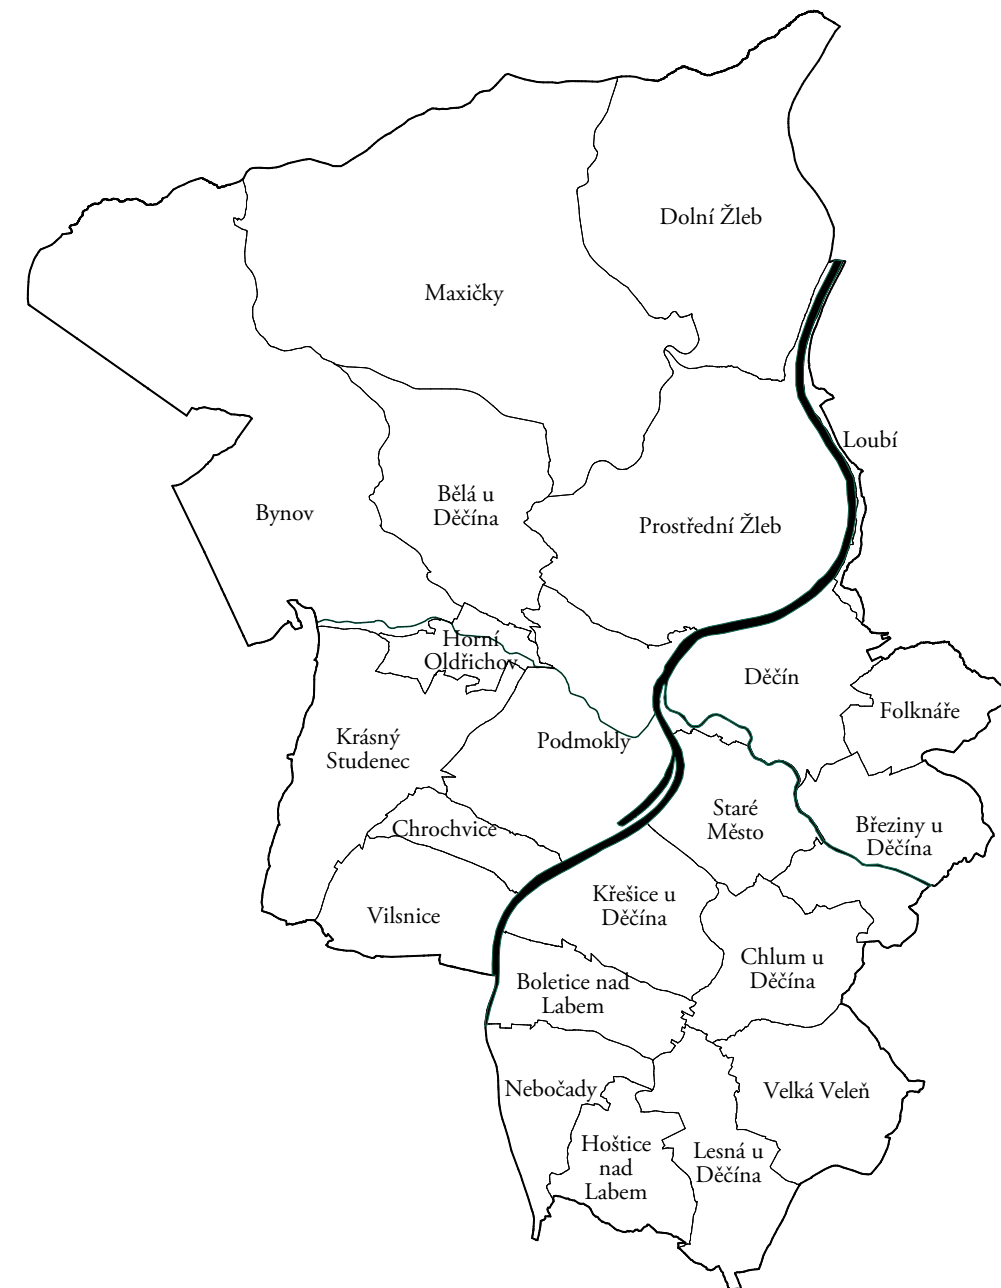 Dolní Žleb
Maxičky
Loubí
Bělá u
Děčína
Bynov
Prostřední Žleb
Horní
Oldřichov
Děčín
Folknáře
Krásný
Studenec
Podmokly
Staré
Město
Chrochvice
Březiny u
Děčína
Vilsnice
Křešice u
Děčína
Chlum u
Děčína
Boletice nad
Labem
Nebočady
Velká Veleň
Hoštice
nad
Labem
Lesná u
Děčína